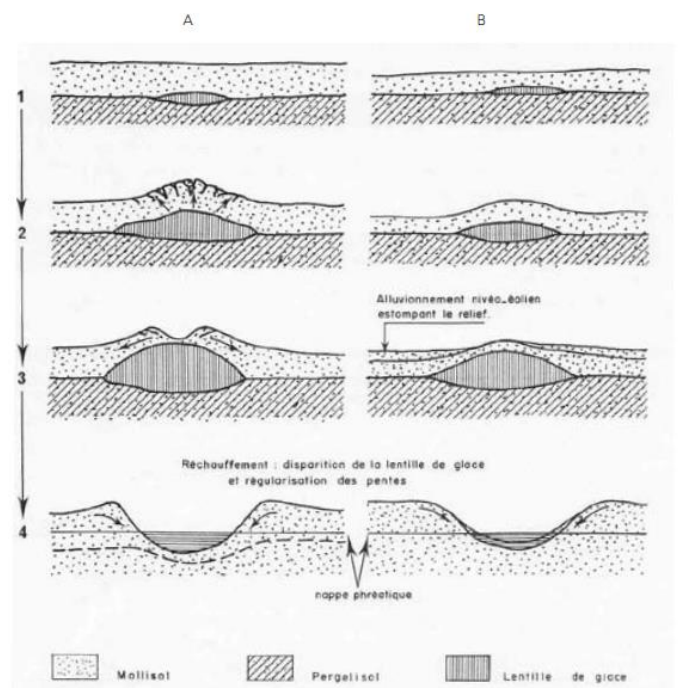 A B
1
2
Alluvionnement nivéo-éolien
estompant le relief.
3
Réchauffement : disparition de la lentille de glace
et régularisation des pentes
4
nappe phréatique
Mollisol Pergelisol Lentille de glace